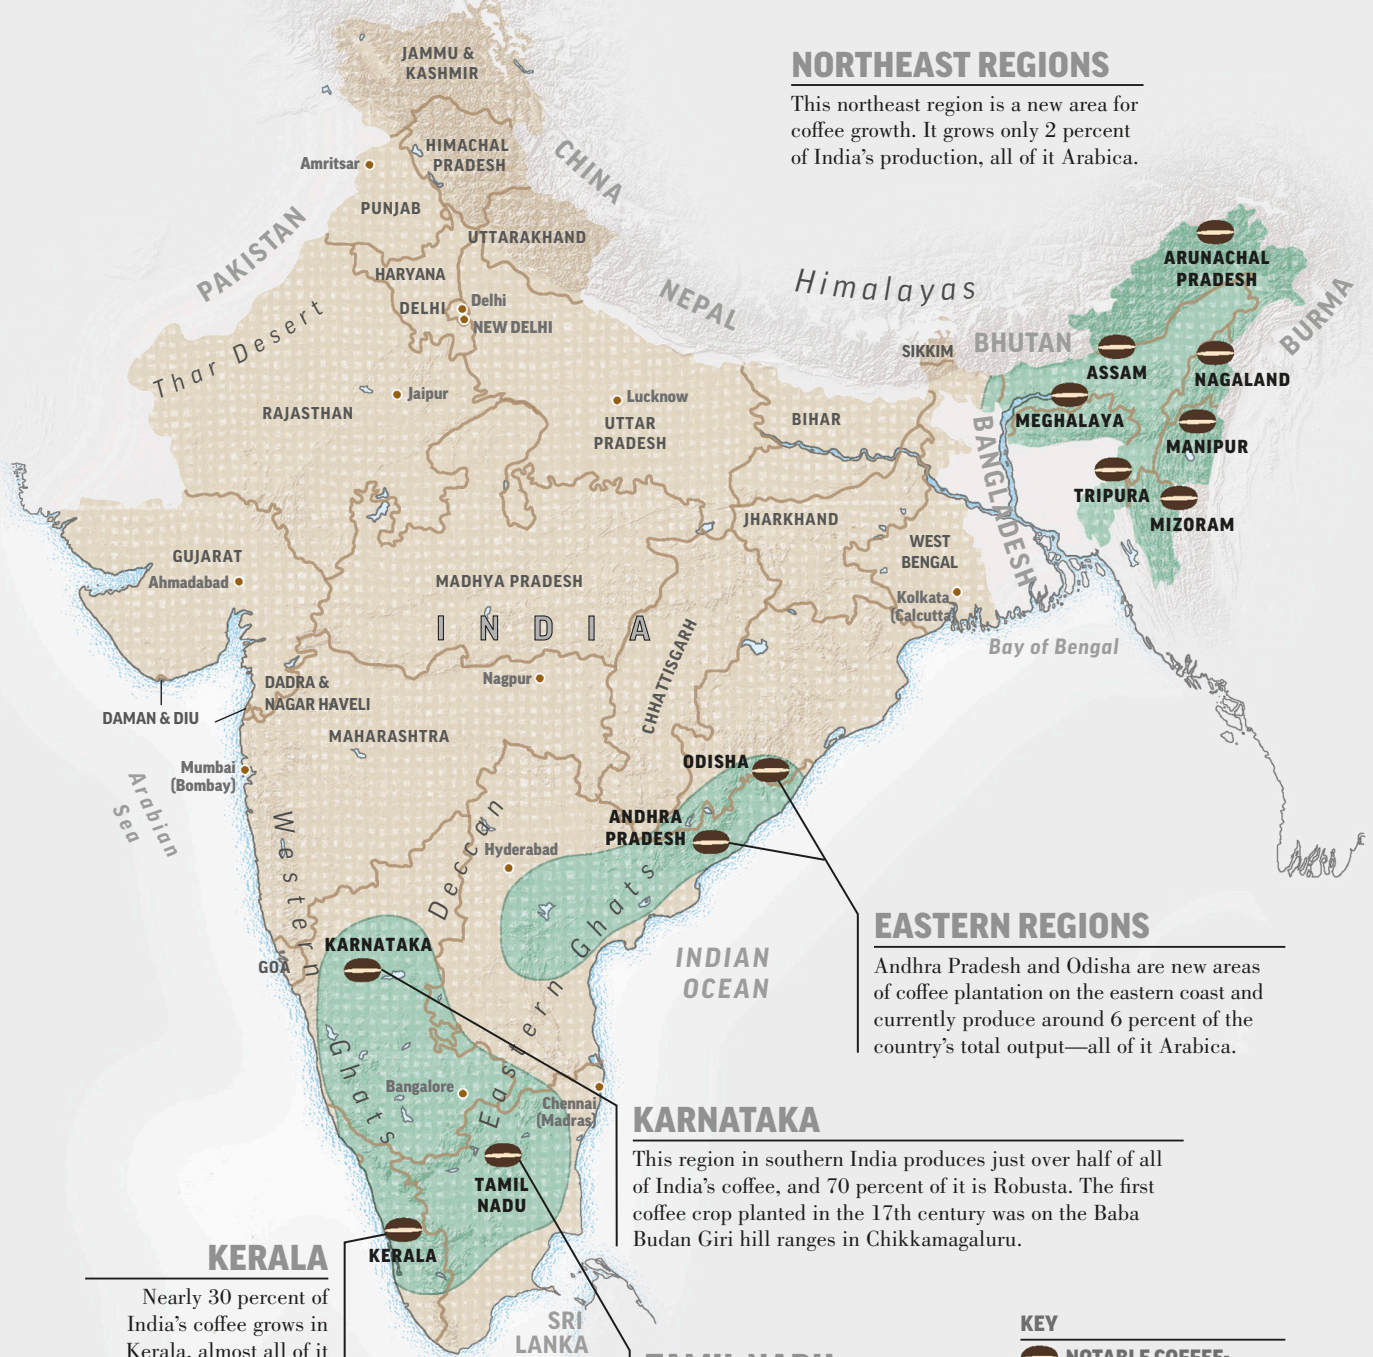 JAMMU &
KASHMIR
NORTHEAST REGIONS
This northeast region is a new area for
coffee growth. It grows only 2 percent
of India’s production, all of it Arabica.
HIMACHAL
PRADESH
CHINA
Amritsar
PUNJAB
PAKISTAN
UTTARAKHAND
HARYANA
DELHI
Delhi
NEW DELHI
NEPAL
Himalayas
ARUNACHAL
PRADESH
BURMA
BHUTAN
SIKKIM
ASSAM
NAGALAND
Thar Desert
Jaipur
RAJASTHAN
Lucknow
UTTAR
PRADESH
BIHAR
MEGHALAYA
BANGLADESH
MANIPUR
TRIPURA
MIZORAM
JHARKHAND
WEST
BENGAL
GUJARAT
Ahmadabad
MADHYA PRADESH
Kolkata
(Calcutta)
INDIA
Bay of Bengal
CHHATTISGARH
Nagpur
DADRA &
NAGAR HAVELI
DAMAN & DIU
MAHARASHTRA
Mumbai
(Bombay)
Arabian
Sea
ODISHA
ANDHRA
PRADESH
Western
Ghats
Deccan
Hyderabad
Eastern Ghats
INDIAN
OCEAN
EASTERN REGIONS
Andhra Pradesh and Odisha are new areas
of coffee plantation on the eastern coast and
currently produce around 6 percent of the
country’s total output—all of it Arabica.
KARNATAKA
GOA
Bangalore
Chennai
(Madras)
KARNATAKA
This region in southern India produces just over half of all
of India’s coffee, and 70 percent of it is Robusta. The first
coffee crop planted in the 17th century was on the Baba
Budan Giri hill ranges in Chikkamagaluru.
TAMIL
NADU
KERALA
KERALA
Nearly 30 percent of
India’s coffee grows in
Kerala, almost all of it
SRI
LANKA
TAMIL NADU
KEY
NOTABLE COFFEE-